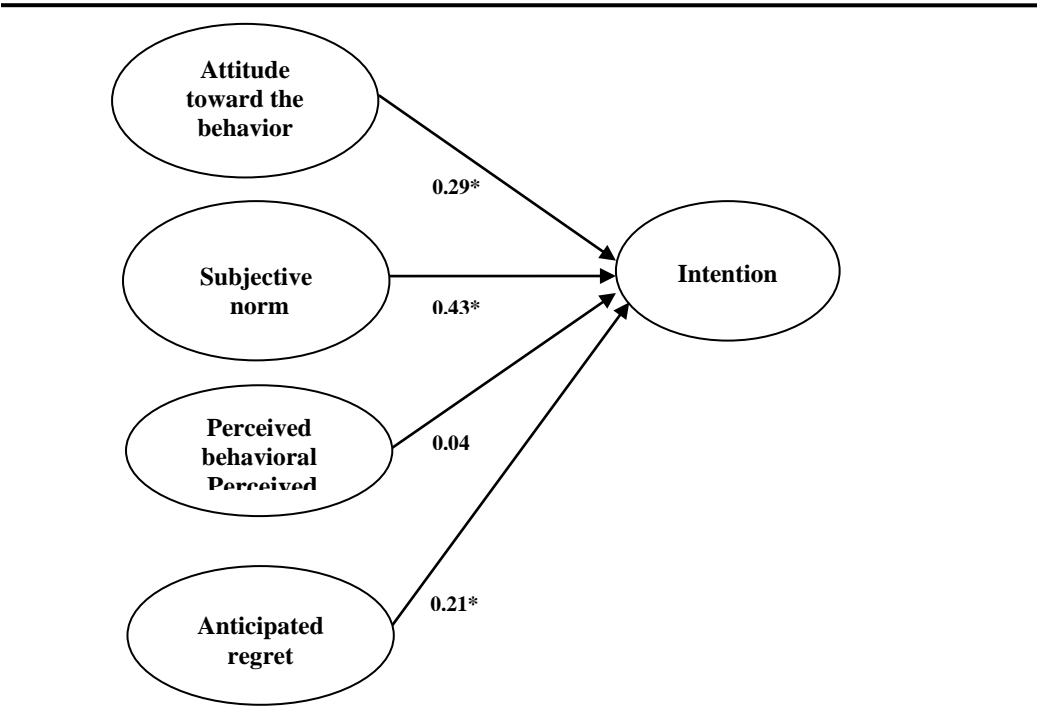 Attitude
toward the
behavior
0.29*
Subjective
norm
0.43*
Intention
Perceived
behavioral
Perceived
0.04
Anticipated
regret
0.21*